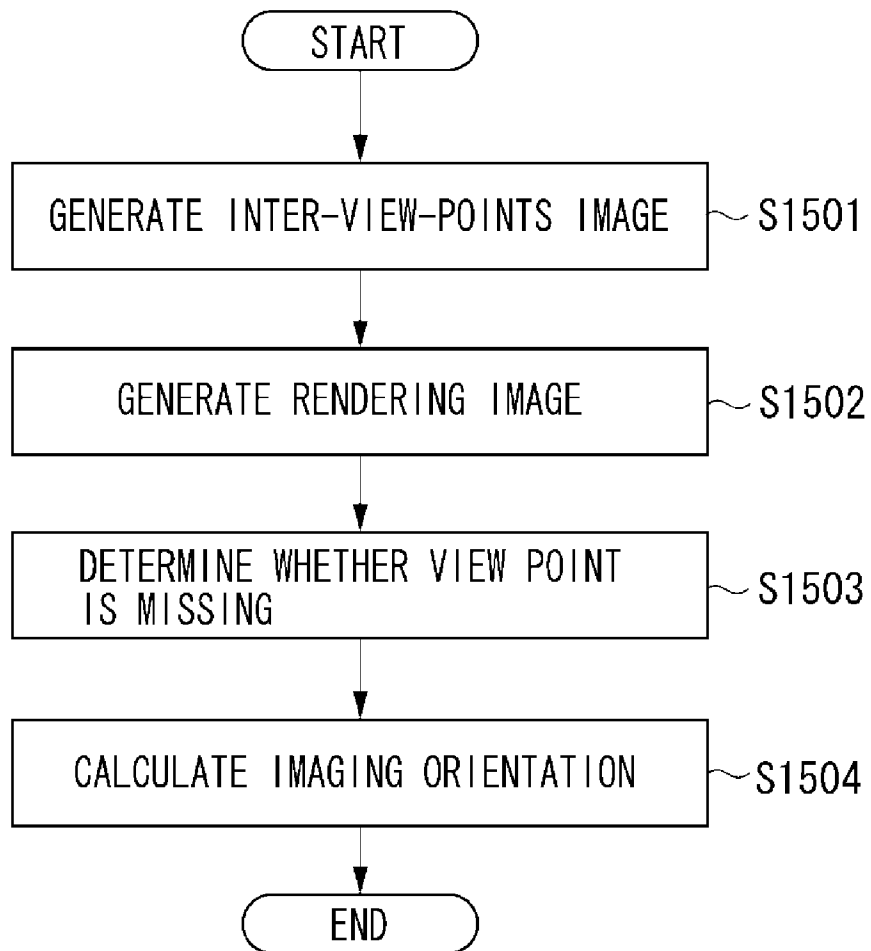 START
GENERATE INTER-VIEW-POINTS IMAGE
S1501
GENERATE RENDERING IMAGE
S1502
DETERMINE WHETHER VIEW POINT
IS MISSING
S1503
CALCULATE IMAGING ORIENTATION
S1504
END